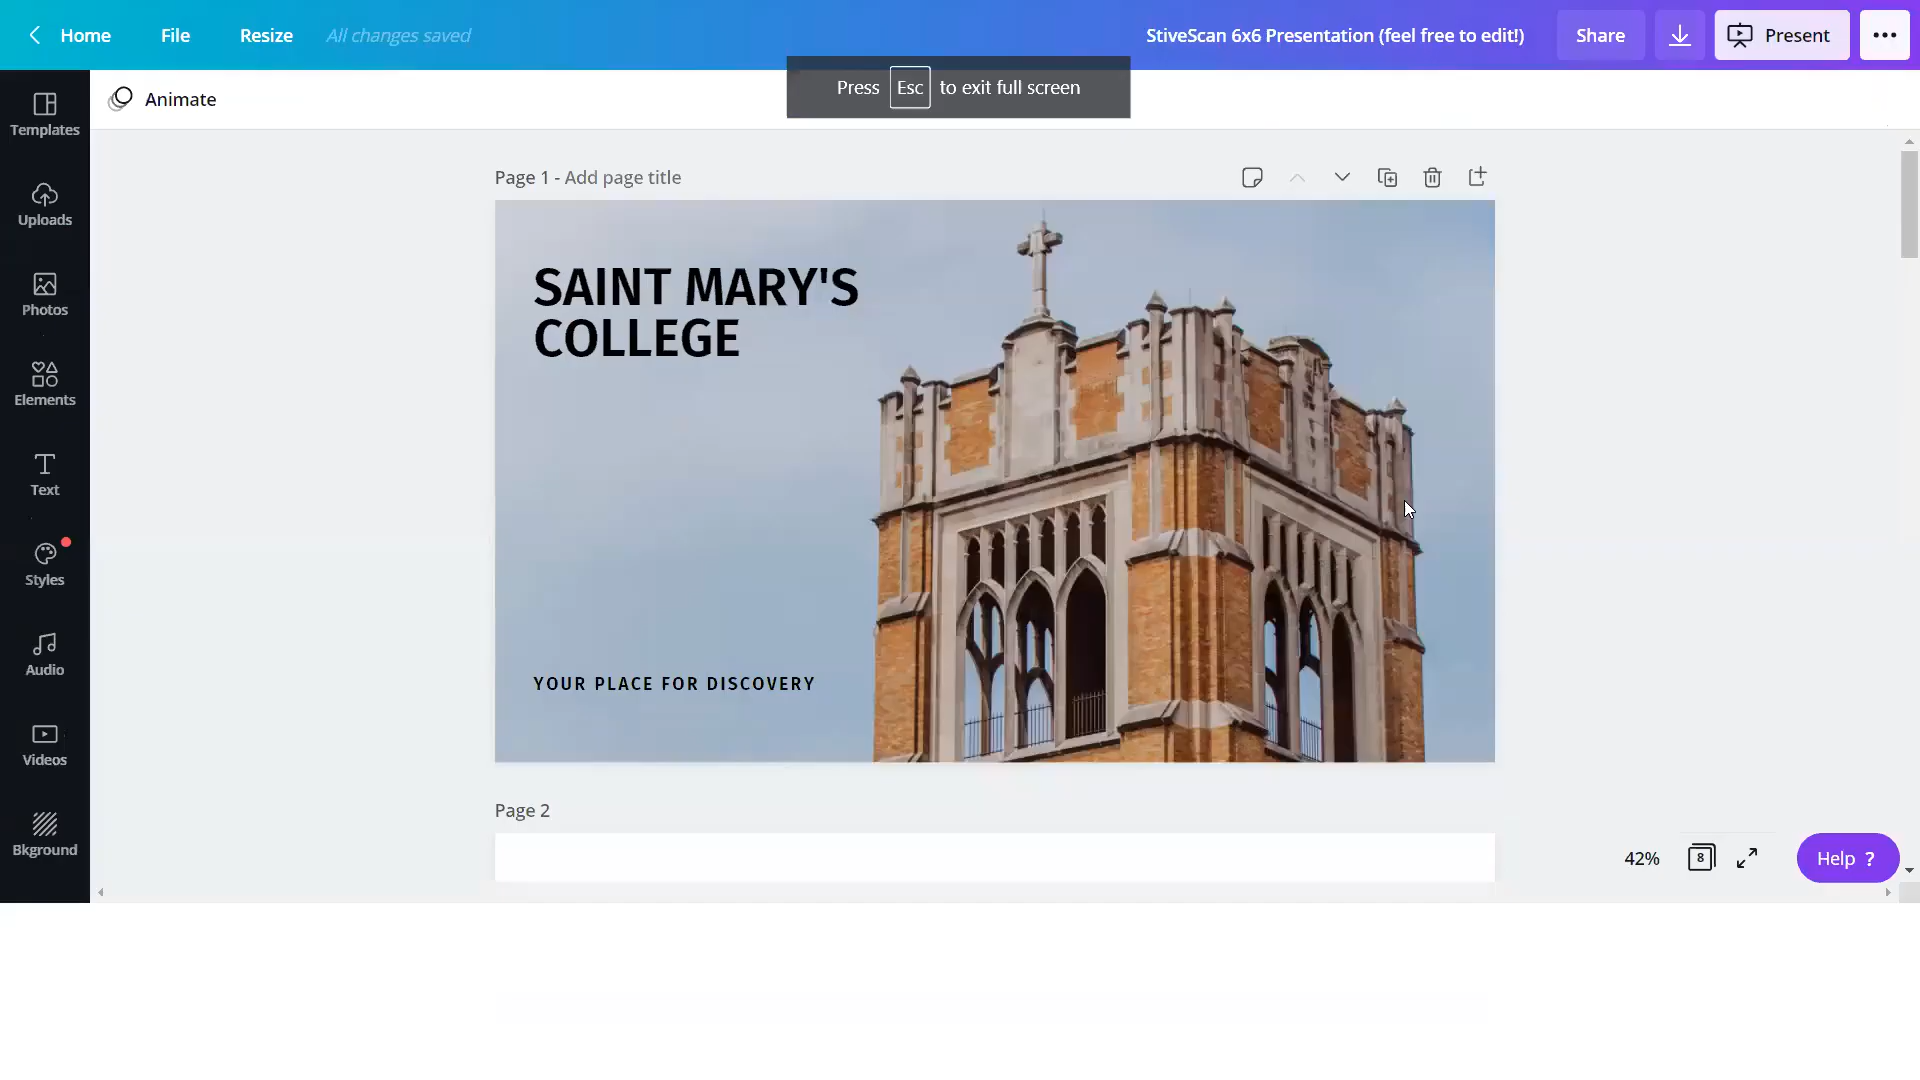 Home
File
Resize
All changes saved
StiveScan 6x6 Presentation (feel free to edit!)
Share
Present
Press Esc to exit full screen
Animate
Templates
Uploads
Photos
Elements
Text
Styles
Audio
Videos
Bkground
Page 1 - Add page title
SAINT MARY'S
COLLEGE
YOUR PLACE FOR DISCOVERY
Page 2
42%
8
Help ?